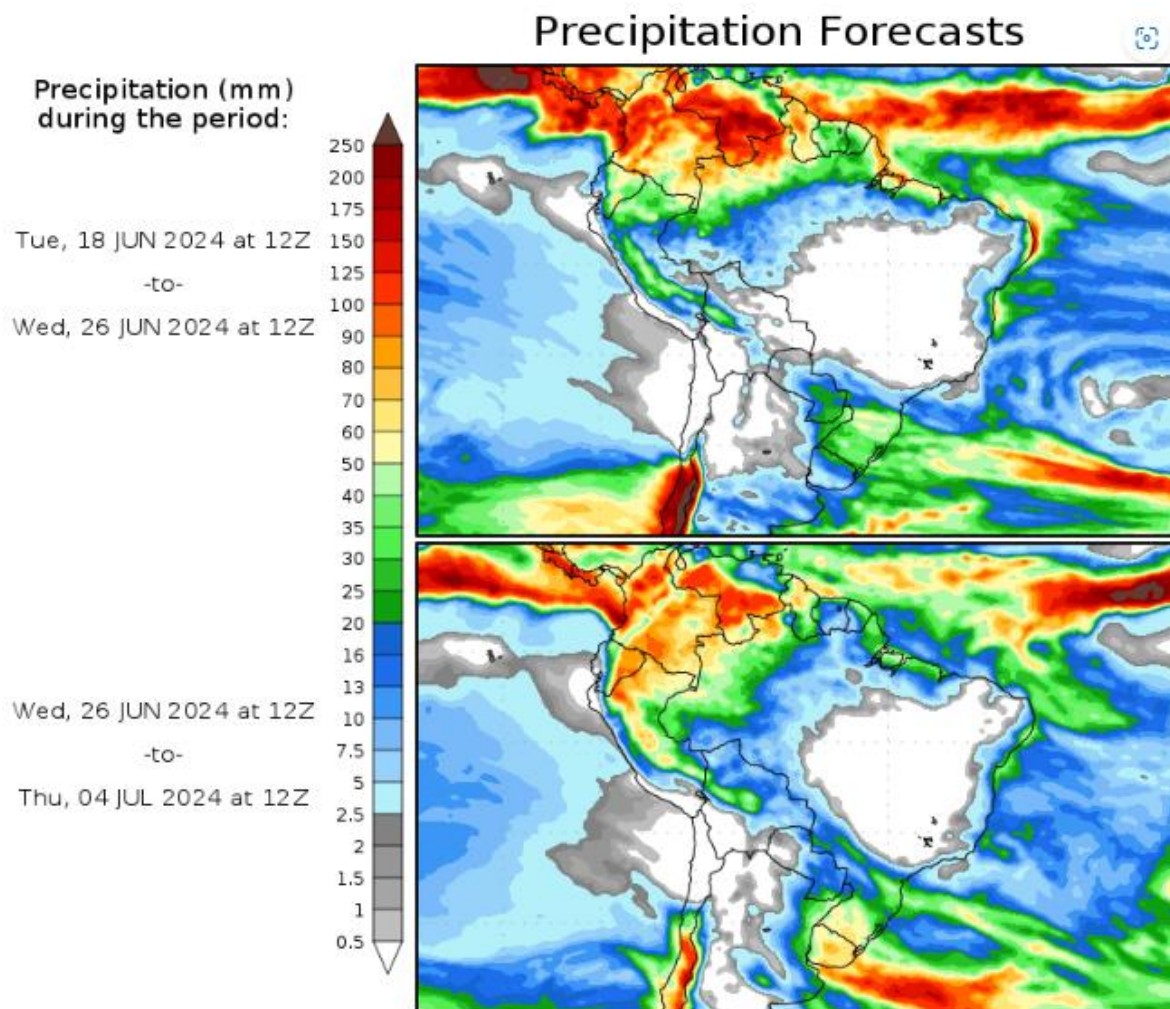 Precipitation Forecasts
Precipitation (mm)
during the period:
Tue, 18 JUN 2024 at 12Z
-to-
Wed, 26 JUN 2024 at 12Z
Wed, 26 JUN 2024 at 12Z
-to-
Thu, 04 JUL 2024 at 12Z
250
200
175
150
125
100
90
80
70
60
50
40
35
30
25
20
16
13
10
7.5
5
2.5
2
1.5
1
0.5